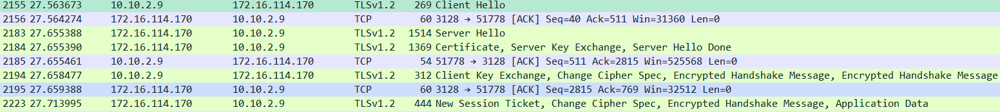 2155 27.563673 10.10.2.9 172.16.114.170 TLSv1.2 269 Client Hello
2156 27.564274 172.16.114.170 10.10.2.9 TCP 60 3128 → 51778 [ACK] Seq=40 Ack=511 Win=31360 Len=0
2183 27.655388 172.16.114.170 10.10.2.9 TLSv1.2 1514 Server Hello
2184 27.655390 172.16.114.170 10.10.2.9 TLSv1.2 1369 Certificate, Server Key Exchange, Server Hello Done
2185 27.655461 10.10.2.9 172.16.114.170 TCP 54 51778 → 3128 [ACK] Seq=511 Ack=2815 Win=525568 Len=0
2194 27.658477 10.10.2.9 172.16.114.170 TLSv1.2 312 Client Key Exchange, Change Cipher Spec, Encrypted Handshake Message, Encrypted Handshake Message
2195 27.659388 172.16.114.170 10.10.2.9 TCP 60 3128 → 51778 [ACK] Seq=2815 Ack=769 Win=32512 Len=0
2223 27.713995 172.16.114.170 10.10.2.9 TLSv1.2 444 New Session Ticket, Change Cipher Spec, Encrypted Handshake Message, Application Data